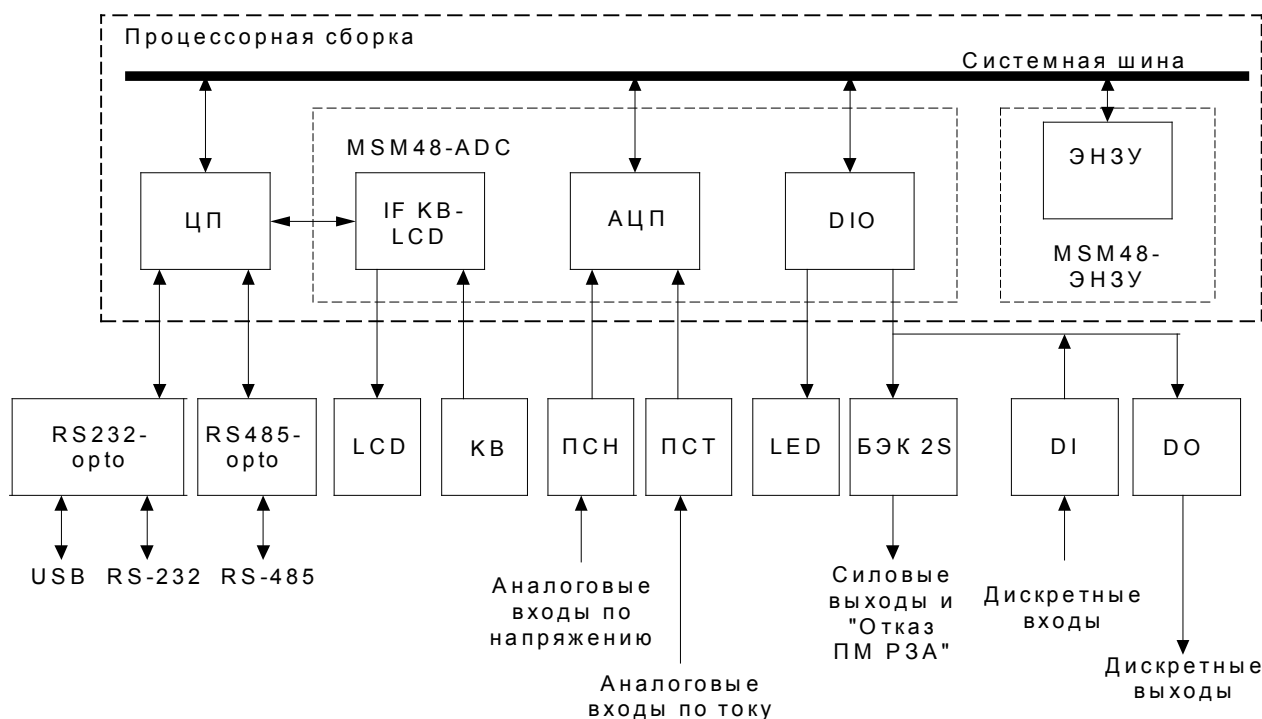 Процессорная сборка
Системная шина
MSM48-ADC
ЦП
IF KB-
LCD
АЦП
DIO
ЭНЗУ
MSM48-
ЭНЗУ
RS232-
opto
RS485-
opto
LCD
KB
ПСН
ПСТ
LED
БЭК 2S
DI
DO
USB
RS-232
RS-485
Аналоговые
входы по
напряжению
Аналоговые
входы по току
Силовые
выходы и
"Отказ
ПМ РЗА"
Дискретные
входы
Дискретные
выходы